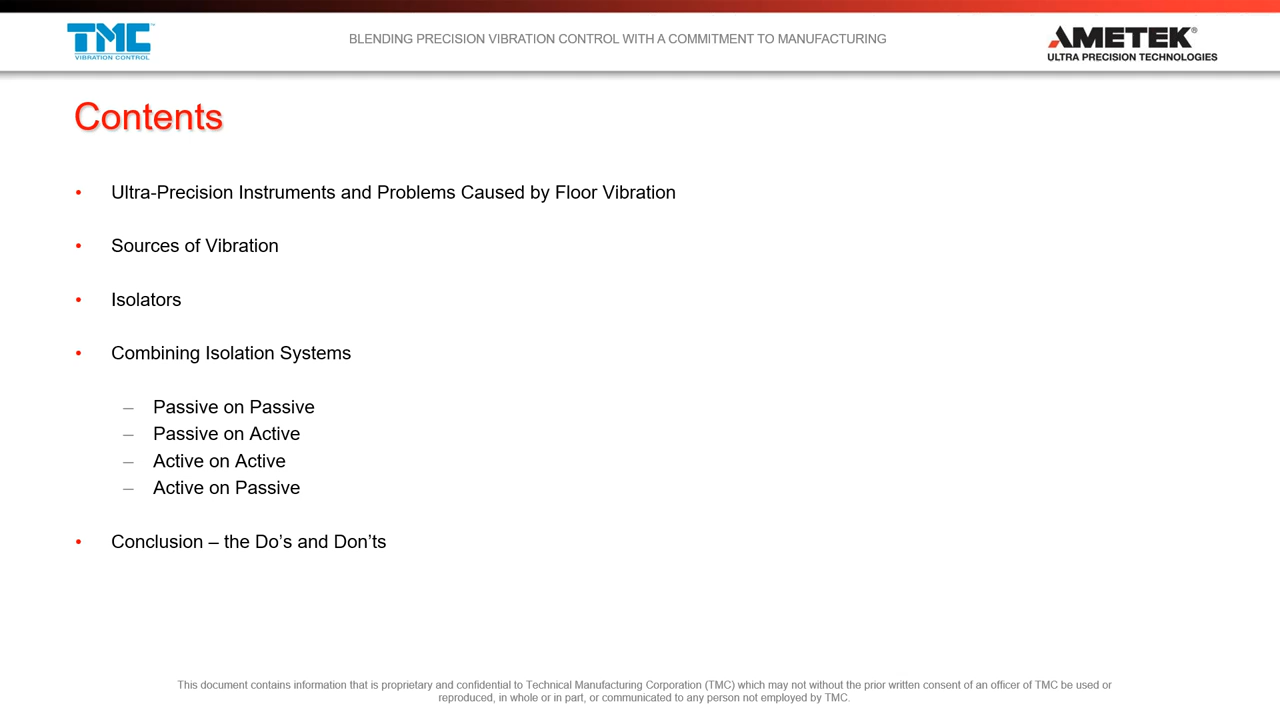 TMC™
VIBRATION CONTROL
BLENDING PRECISION VIBRATION CONTROL WITH A COMMITMENT TO MANUFACTURING
AMETEK®
ULTRA PRECISION TECHNOLOGIES
Contents
• Ultra-Precision Instruments and Problems Caused by Floor Vibration
• Sources of Vibration
• Isolators
• Combining Isolation Systems
– Passive on Passive
– Passive on Active
– Active on Active
– Active on Passive
• Conclusion – the Do’s and Don’ts
This document contains information that is proprietary and confidential to Technical Manufacturing Corporation (TMC) which may not without the prior written consent of an officer of TMC be used or
reproduced, in whole or in part, or communicated to any person not employed by TMC.